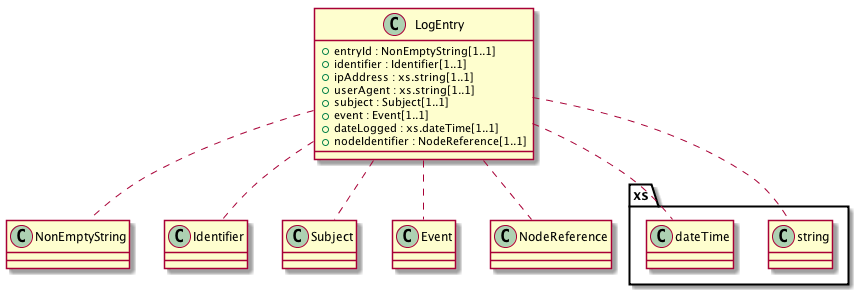 C LogEntry
entryId : NonEmptyString[1..1]
identifier : Identifier[1..1]
ipAddress : xs.string[1..1]
userAgent : xs.string[1..1]
subject : Subject[1..1]
event : Event[1..1]
dateLogged : xs.dateTime[1..1]
nodeIdentifier : NodeReference[1..1]
xs
C NonEmptyString
C Identifier
C Subject
C Event
C NodeReference
C dateTime
C string